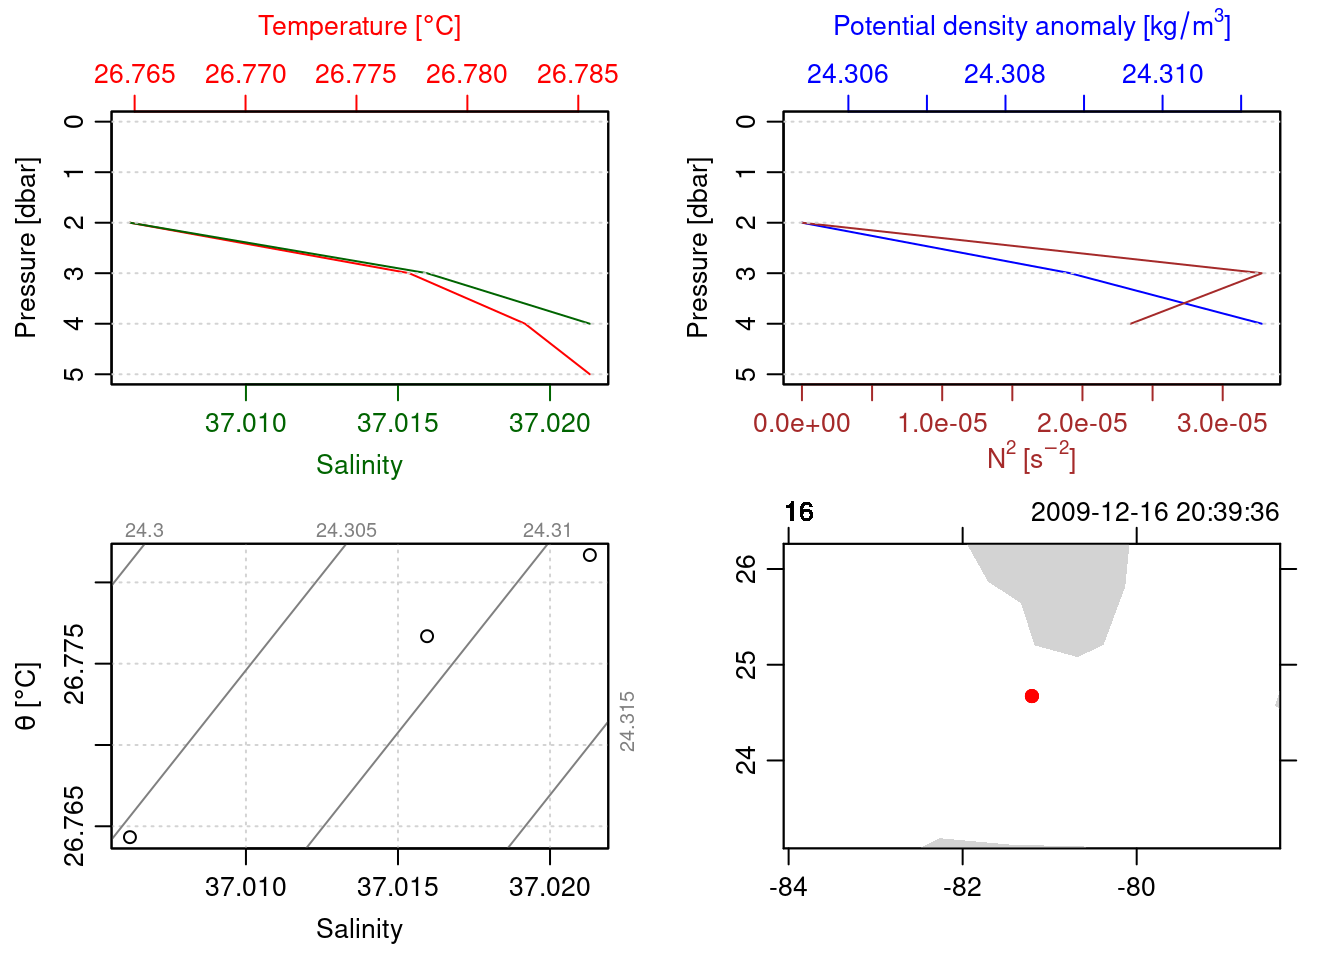 Temperature [°C]
26.765 26.770 26.775 26.780 26.785
Pressure [dbar]
0
1
2
3
4
5
37.010 37.015 37.020
Salinity
Potential density anomaly [kg/m³]
24.306 24.308 24.310
Pressure [dbar]
0
1
2
3
4
5
0.0e+00 1.0e-05 2.0e-05 3.0e-05
N² [s⁻²]
24.3 24.305 24.31
24.315
θ [°C]
26.775
26.765
37.010 37.015 37.020
Salinity
16 2009-12-16 20:39:36
26
25
24
-84 -82 -80